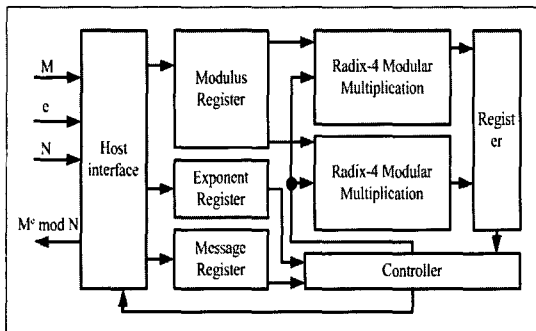 M
e
N
M^e mod N
Host
interface
Modulus
Register
Exponent
Register
Message
Register
Radix-4 Modular
Multiplication
Radix-4 Modular
Multiplication
Regist
er
Controller